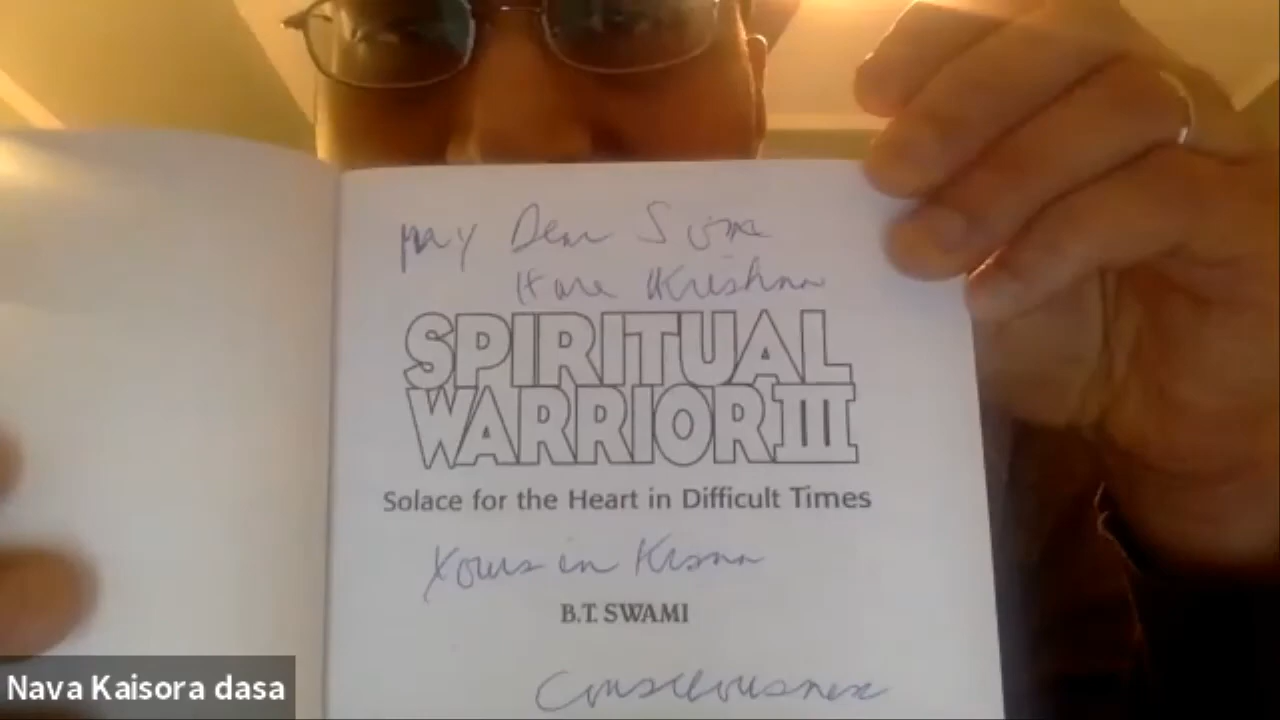 My Dear S
Hare Krishna
SPIRITUAL
WARRIOR III
Solace for the Heart in Difficult Times
Yours in Krsna
B.T. SWAMI
Consciousness
Nava Kaisora dasa